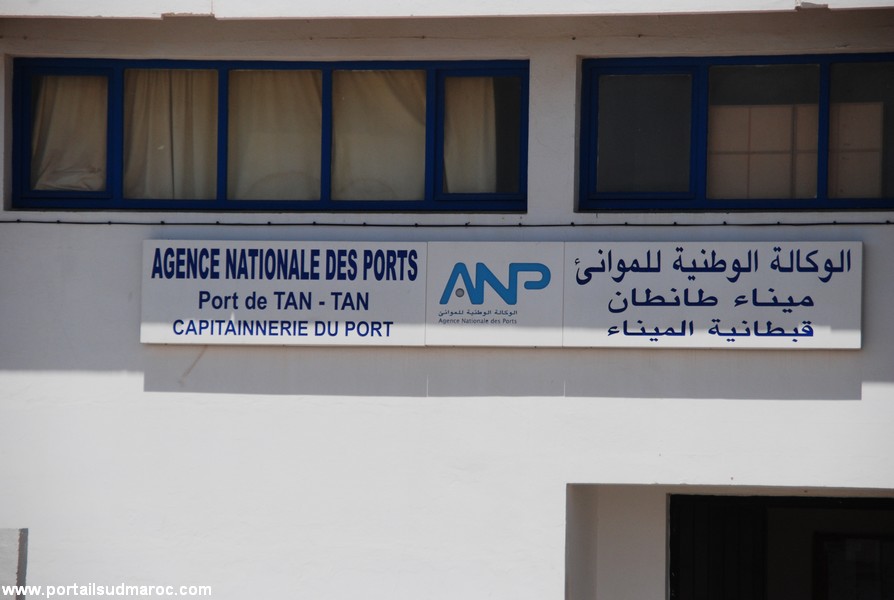 AGENCE NATIONALE DES PORTS
Port de TAN - TAN
CAPITAINNERIE DU PORT
ANP
الوكالة الوطنية للموانئ
Agence Nationale des Ports
الوكالة الوطنية للموانئ
ميناء طانطان
قبطانية الميناء
www.portailsudmaroc.com